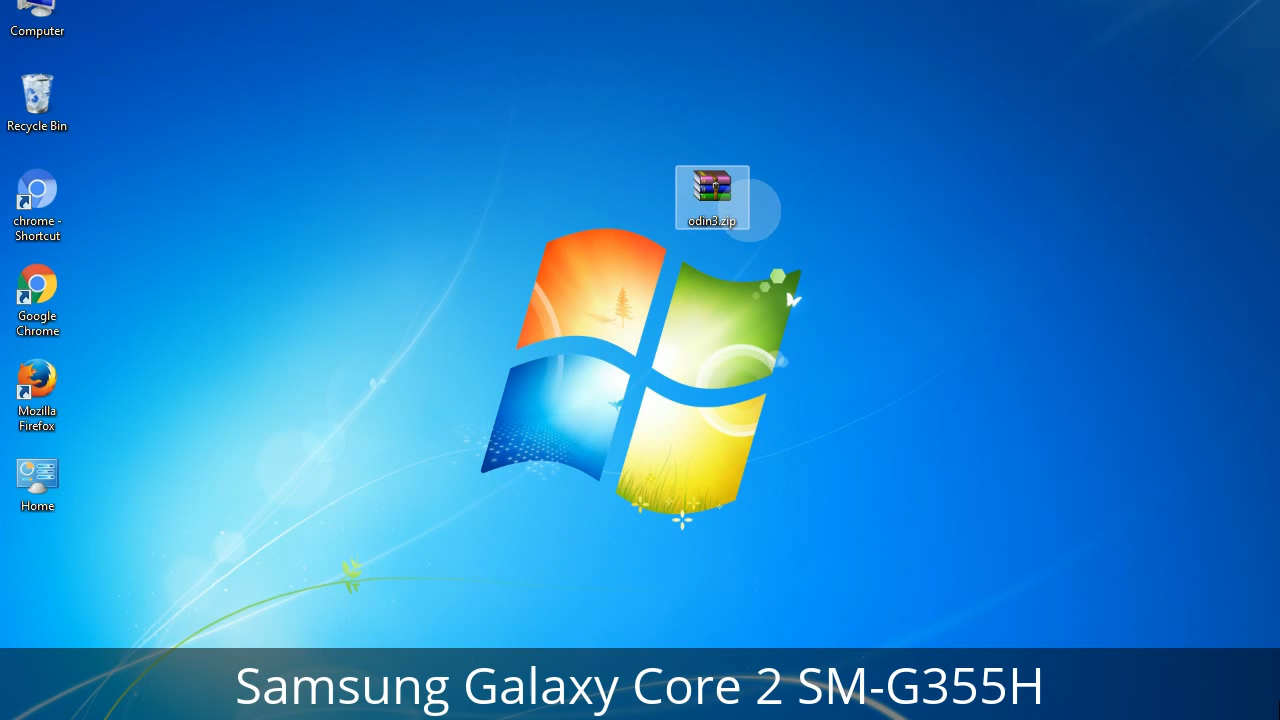 Computer
Recycle Bin
chrome -
Shortcut
Google
Chrome
Mozilla
Firefox
Home
odin3.zip
Samsung Galaxy Core 2 SM-G355H